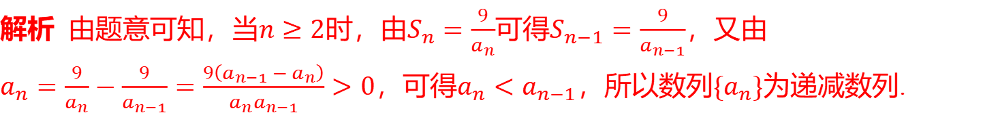 解析 由题意可知，当$n \geq 2$时，由$S_n = \frac{9}{a_n}$可得$S_{n-1} = \frac{9}{a_{n-1}}$，又由
$a_n = \frac{9}{a_n} - \frac{9}{a_{n-1}} = \frac{9(a_{n-1} - a_n)}{a_n a_{n-1}} > 0$，可得$a_n < a_{n-1}$，所以数列$\{a_n\}$为递减数列.